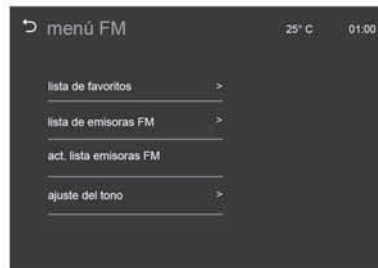 menú FM
25° C
01:00
lista de favoritos >
lista de emisoras FM >
act. lista emisoras FM
ajuste del tono >